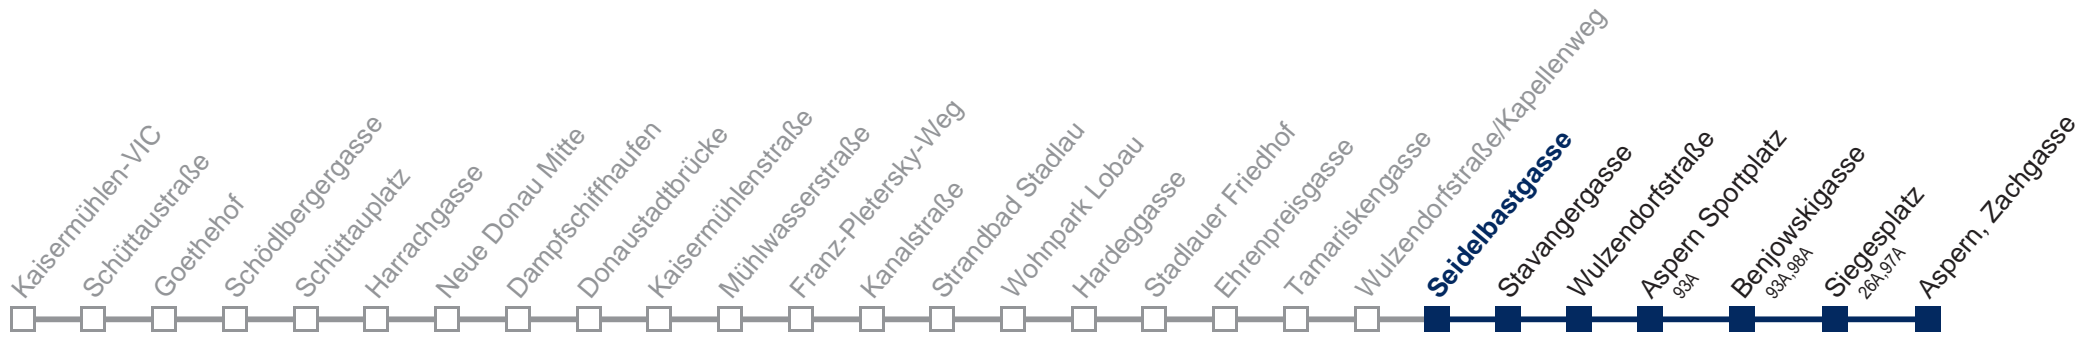 Kaisermühlen-VIC
Schüttaustraße
Goethehof
Schödlbergergasse
Schüttauplatz
Harrachgasse
Neue Donau Mitte
Dampfschiffhaufen
Donaustadtbrücke
Kaisermühlenstraße
Mühlwasserstraße
Franz-Pletersky-Weg
Kanalstraße
Strandbad Stadlau
Wohnpark Lobau
Hardeggasse
Stadlauer Friedhof
Ehrenpreisgasse
Tamariskengasse
Wulzendorfstraße/Kapellenweg
Seidelbastgasse
Stavangergasse
Wulzendorfstraße
Aspern Sportplatz
93A
Benjowskigasse
93A,98A
Siegesplatz
26A,97A
Aspern, Zachgasse